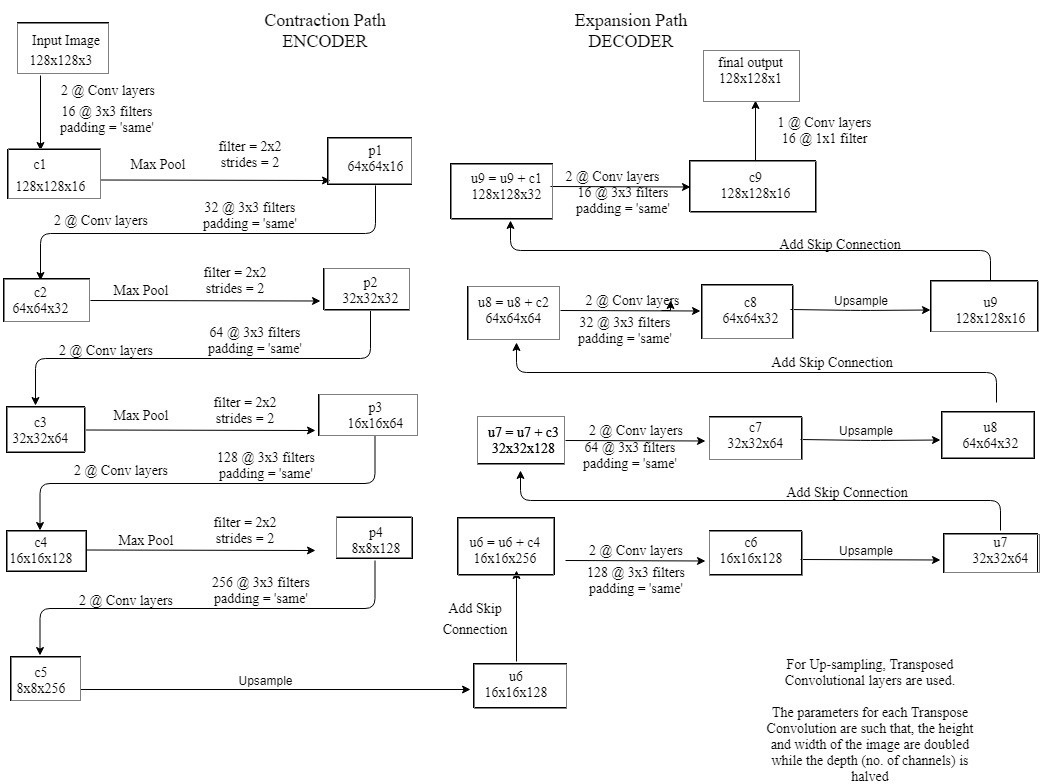 Contraction Path
ENCODER
Expansion Path
DECODER
Input Image
128x128x3
2 @ Conv layers
16 @ 3x3 filters
padding = 'same'
c1
128x128x16
Max Pool
filter = 2x2
strides = 2
p1
64x64x16
32 @ 3x3 filters
padding = 'same'
2 @ Conv layers
c2
64x64x32
Max Pool
filter = 2x2
strides = 2
p2
32x32x32
64 @ 3x3 filters
padding = 'same'
2 @ Conv layers
c3
32x32x64
Max Pool
filter = 2x2
strides = 2
p3
16x16x64
128 @ 3x3 filters
padding = 'same'
2 @ Conv layers
c4
16x16x128
Max Pool
filter = 2x2
strides = 2
p4
8x8x128
256 @ 3x3 filters
padding = 'same'
2 @ Conv layers
c5
8x8x256
Upsample
u6
16x16x128
Add Skip
Connection
u6 = u6 + c4
16x16x256
2 @ Conv layers
128 @ 3x3 filters
padding = 'same'
c6
16x16x128
Upsample
u7
32x32x64
Add Skip Connection
u7 = u7 + c3
32x32x128
2 @ Conv layers
64 @ 3x3 filters
padding = 'same'
c7
32x32x64
Upsample
u8
64x64x32
Add Skip Connection
u8 = u8 + c2
64x64x64
2 @ Conv layers
32 @ 3x3 filters
padding = 'same'
c8
64x64x32
Upsample
u9
128x128x16
Add Skip Connection
u9 = u9 + c1
128x128x32
2 @ Conv layers
16 @ 3x3 filters
padding = 'same'
c9
128x128x16
1 @ Conv layers
16 @ 1x1 filter
final output
128x128x1
For Up-sampling, Transposed
Convolutional layers are used.
The parameters for each Transpose
Convolution are such that, the height
and width of the image are doubled
while the depth (no. of channels) is
halved